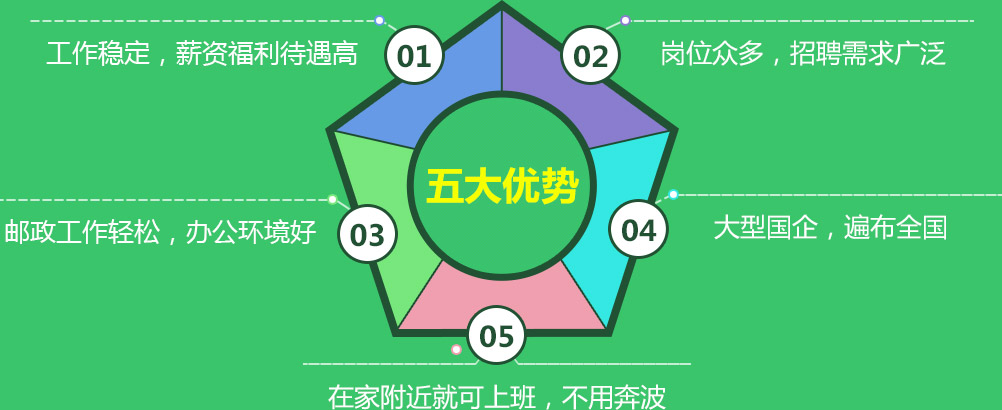 01
工作稳定，薪资福利待遇高
02
岗位众多，招聘需求广泛
五大优势
03
邮政工作轻松，办公环境好
04
大型国企，遍布全国
05
在家附近就可上班，不用奔波